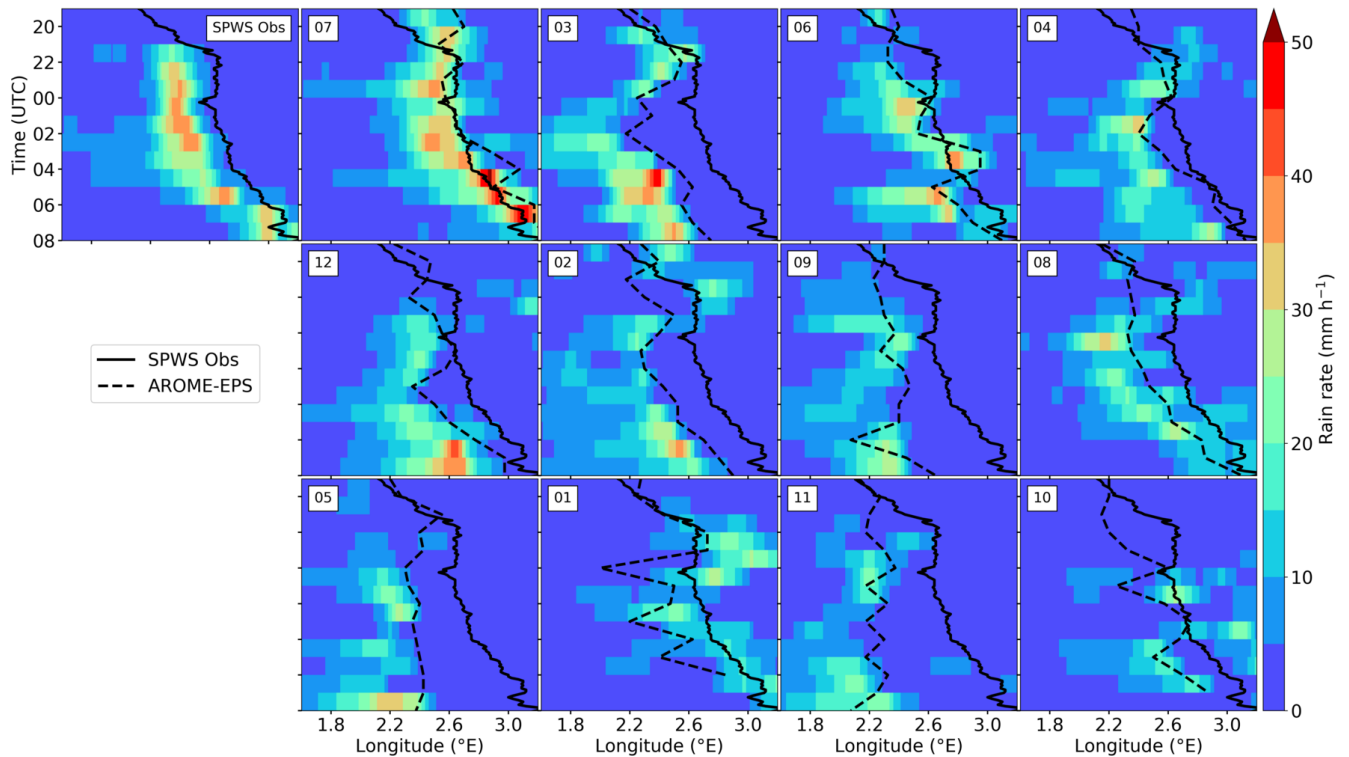 SPWS Obs
07
03
06
04
20
22
00
02
04
06
08
Time (UTC)
50
40
30
20
10
0
Rain rate (mm h⁻¹)
12
02
09
08
SPWS Obs
AROME-EPS
05
01
11
10
1.8 2.2 2.6 3.0
1.8 2.2 2.6 3.0
1.8 2.2 2.6 3.0
1.8 2.2 2.6 3.0
Longitude (°E)
Longitude (°E)
Longitude (°E)
Longitude (°E)